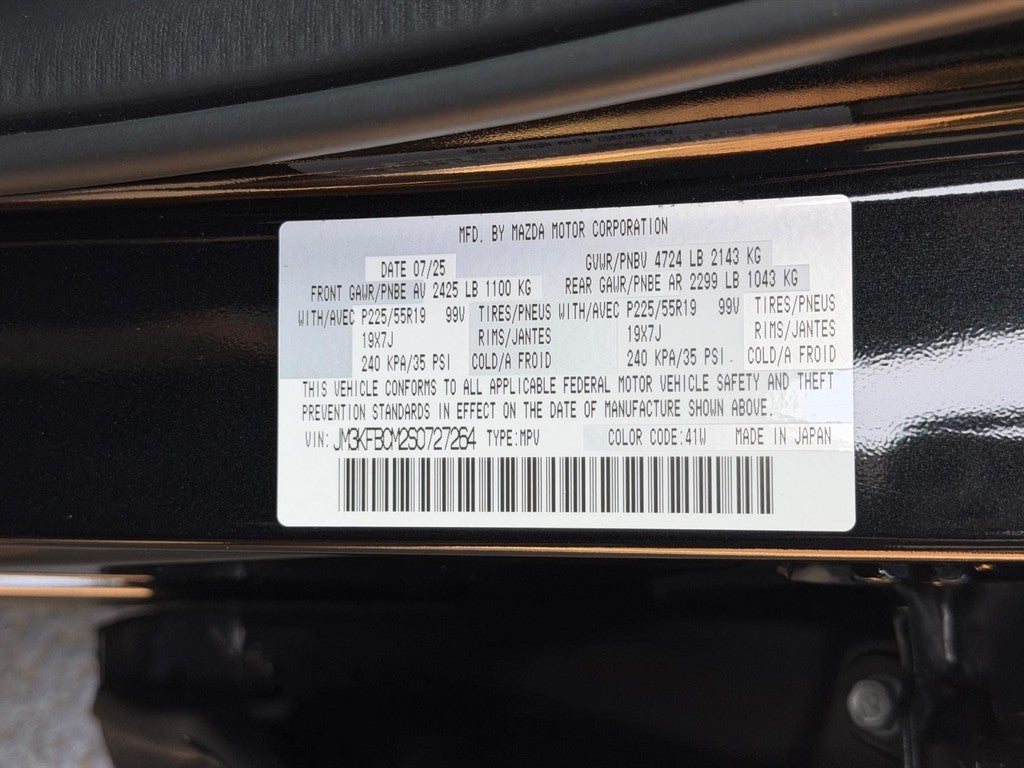 MFD. BY MAZDA MOTOR CORPORATION
DATE 07/25 GVWR/PNBV 4724 LB 2143 KG
FRONT GAWR/PNBE AV 2425 LB 1100 KG REAR GAWR/PNBE AR 2299 LB 1043 KG
WITH/AVEC P225/55R19 99V TIRES/PNEUS WITH/AVEC P225/55R19 99V TIRES/PNEUS
19X7J RIMS/JANTES 19X7J RIMS/JANTES
240 KPA/35 PSI COLD/A FROID 240 KPA/35 PSI COLD/A FROID
THIS VEHICLE CONFORMS TO ALL APPLICABLE FEDERAL MOTOR VEHICLE SAFETY AND THEFT
PREVENTION STANDARDS IN EFFECT ON THE DATE OF MANUFACTURE SHOWN ABOVE.
VIN: JM3KFBCM2S0727264 TYPE:MPV COLOR CODE:41W MADE IN JAPAN